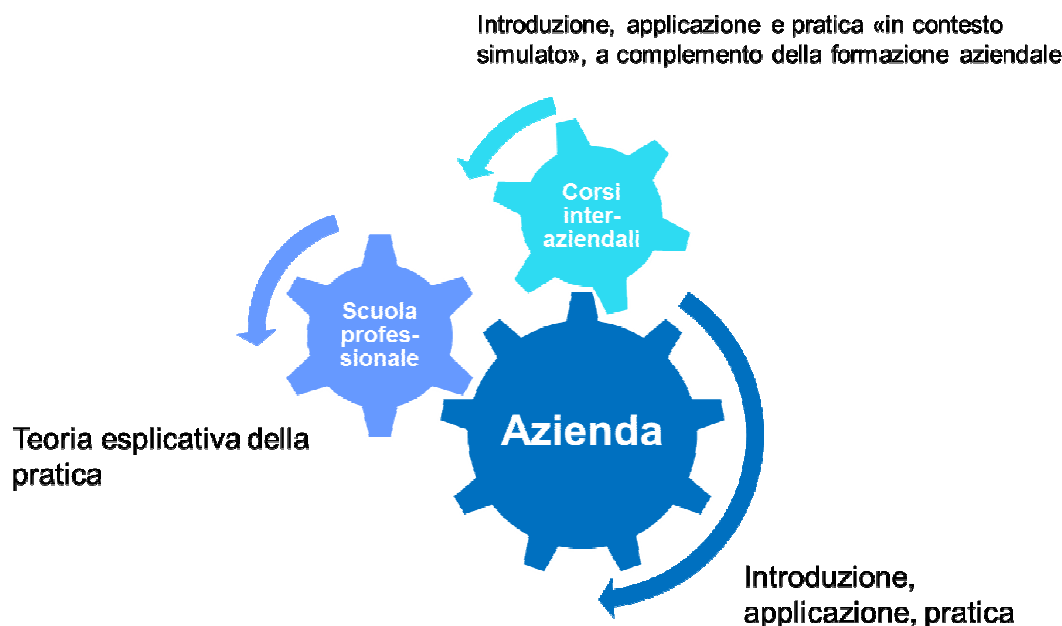 Introduzione, applicazione e pratica «in contesto
simulato», a complemento della formazione aziendale
Corsi
inter-
aziendali
Scuola
profes-
sionale
Azienda
Teoria esplicativa della
pratica
Introduzione,
applicazione, pratica